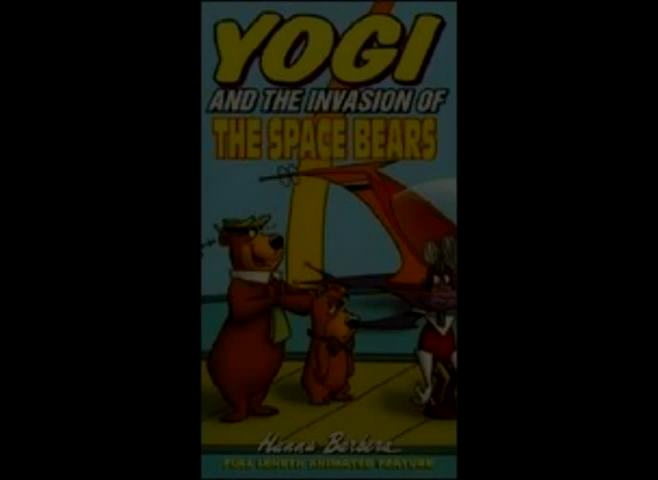 YOGI
AND THE INVASION OF
THE SPACE BEARS
Hanna Barbera
FULL LENGTH ANIMATED FEATURE